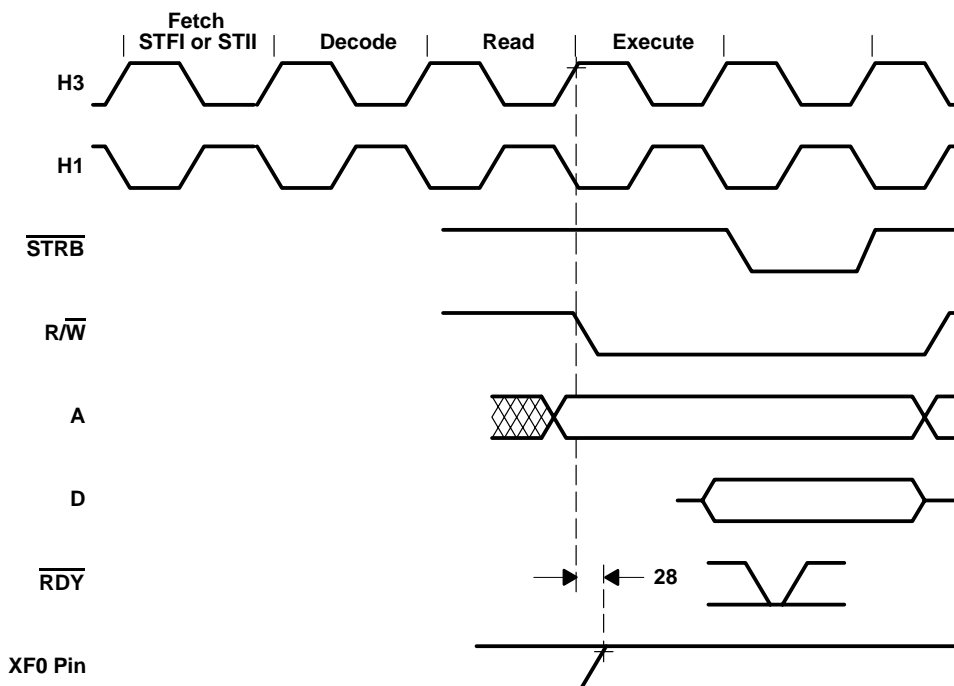 Fetch
STFI or STII
Decode
Read
Execute
H3
H1
STRB
R/W
A
D
RDY
28
XF0 Pin